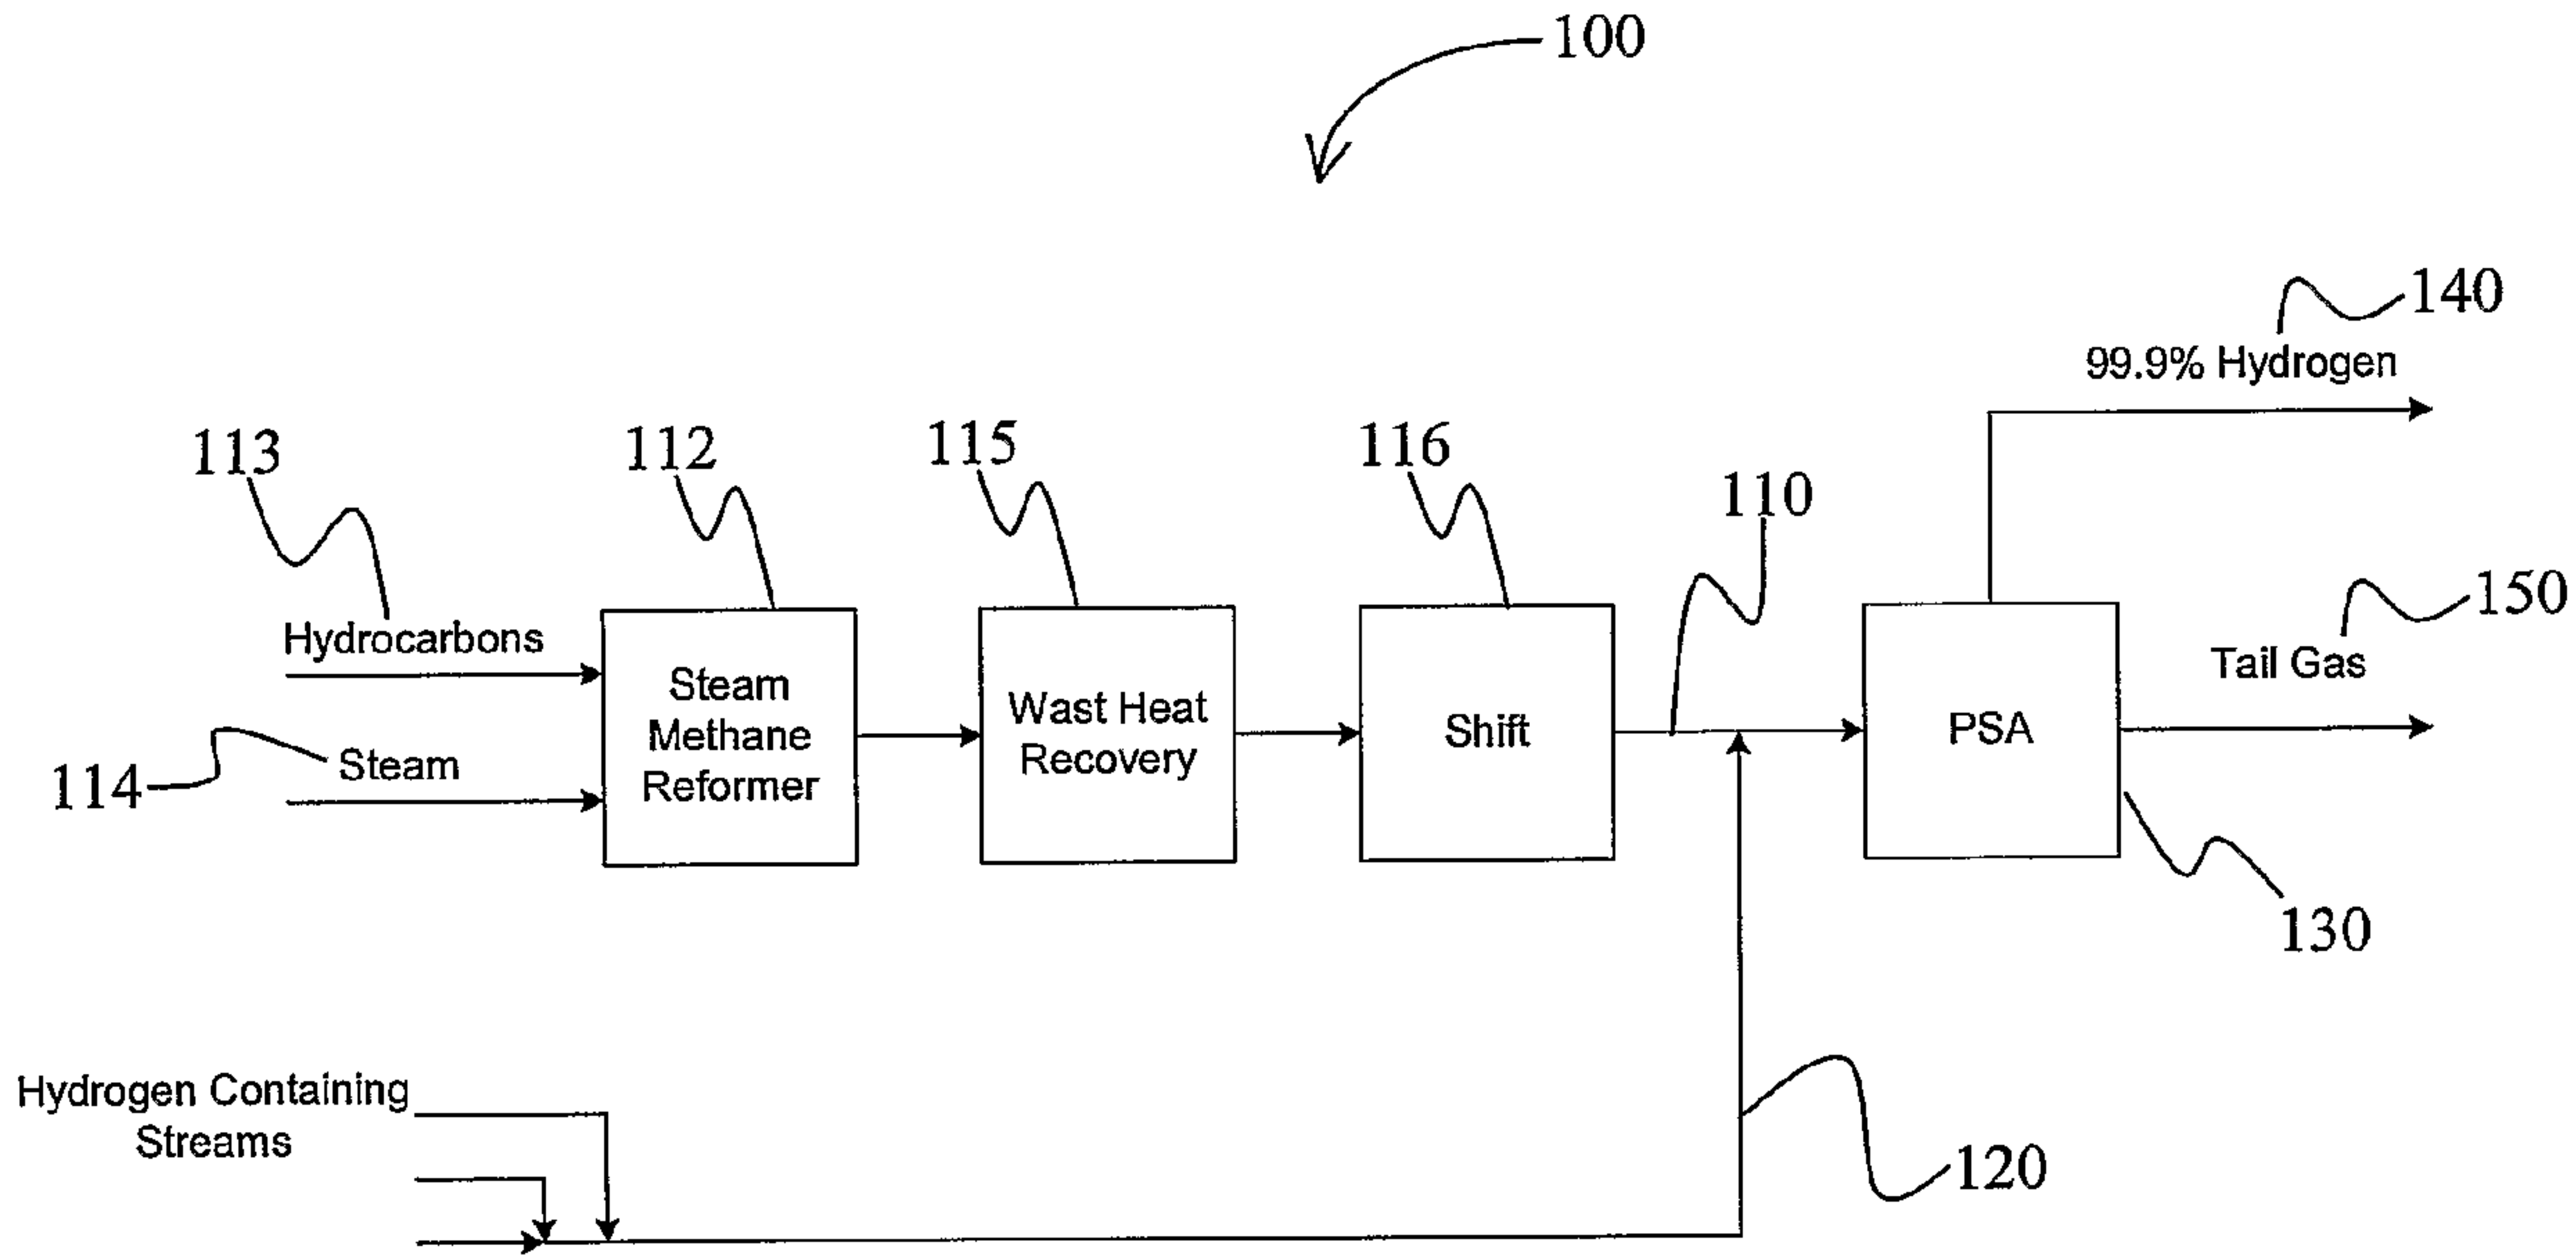 100
140
99.9% Hydrogen
113
112
115
116
110
150
Hydrocarbons
Tail Gas
Steam
Methane
Reformer
Wast Heat
Recovery
Shift
PSA
114
Steam
130
Hydrogen Containing
Streams
120